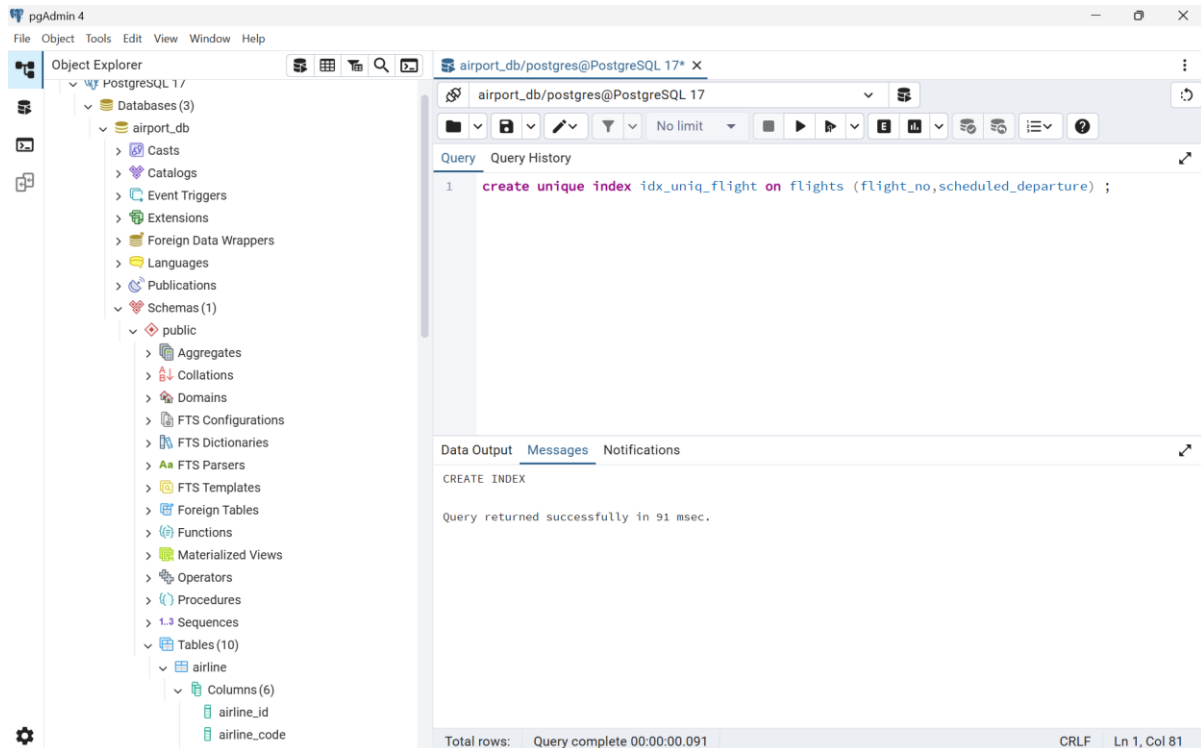 pgAdmin 4
File Object Tools Edit View Window Help
Object Explorer
PostgreSQL 17
Databases (3)
airport_db
Casts
Catalogs
Event Triggers
Extensions
Foreign Data Wrappers
Languages
Publications
Schemas (1)
public
Aggregates
Collations
Domains
FTS Configurations
FTS Dictionaries
Aa FTS Parsers
FTS Templates
Foreign Tables
Functions
Materialized Views
Operators
Procedures
1..3 Sequences
Tables (10)
airline
Columns (6)
airline_id
airline_code
airport_db/postgres@PostgreSQL 17*
airport_db/postgres@PostgreSQL 17
No limit
E
Query Query History
1 create unique index idx_uniq_flight on flights (flight_no,scheduled_departure) ;
Data Output Messages Notifications
CREATE INDEX
Query returned successfully in 91 msec.
Total rows: Query complete 00:00:00.091 CRLF Ln 1, Col 81